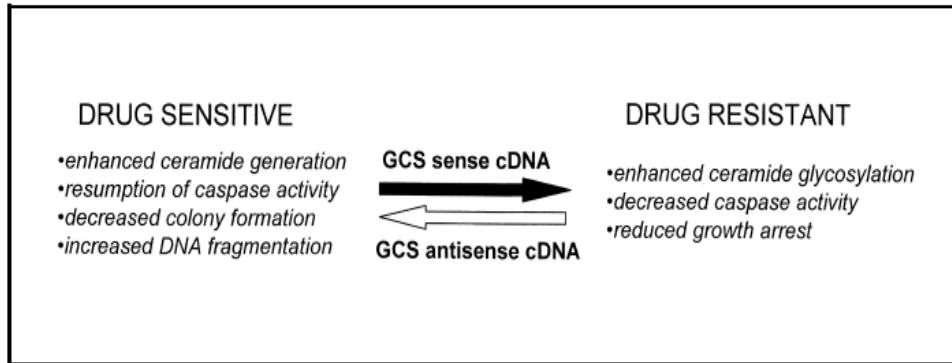 DRUG SENSITIVE
•enhanced ceramide generation
•resumption of caspase activity
•decreased colony formation
•increased DNA fragmentation
GCS sense cDNA
GCS antisense cDNA
DRUG RESISTANT
•enhanced ceramide glycosylation
•decreased caspase activity
•reduced growth arrest